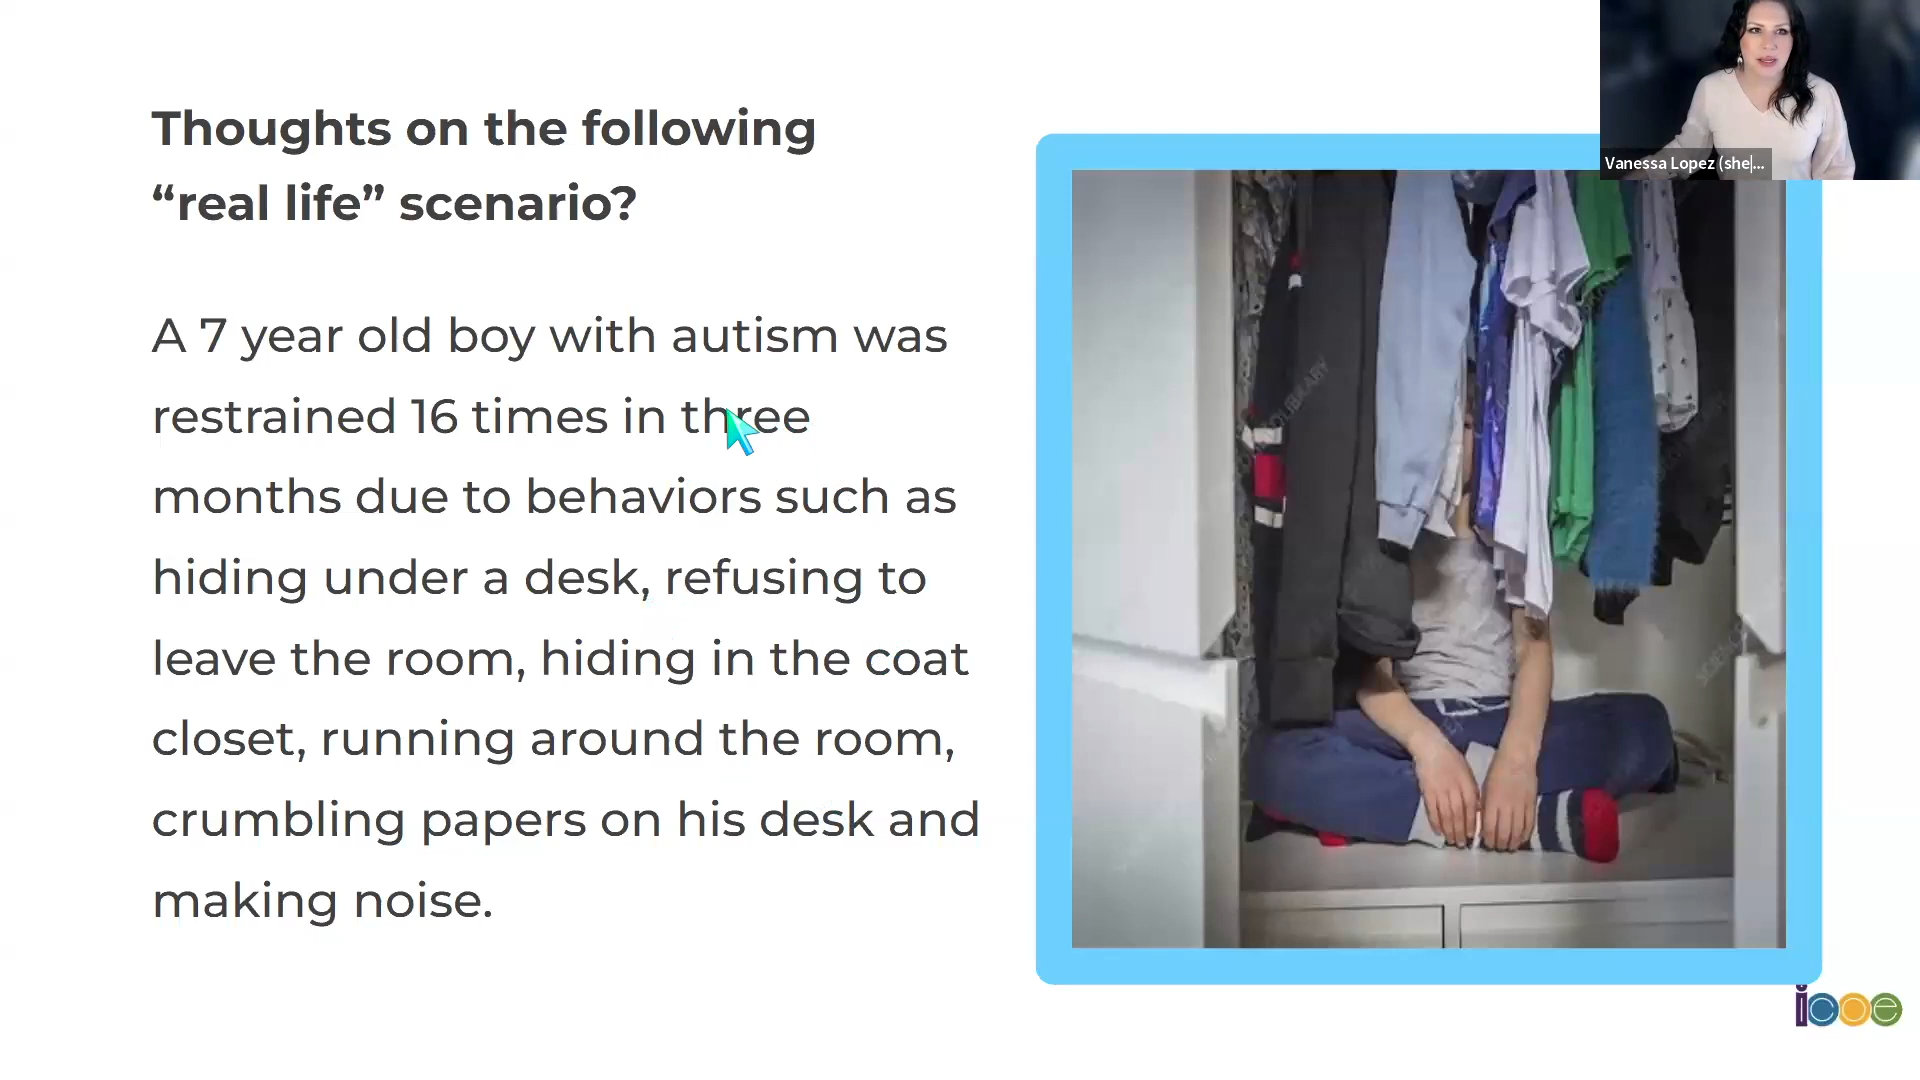 Thoughts on the following
“real life” scenario?
A 7 year old boy with autism was
restrained 16 times in three
months due to behaviors such as
hiding under a desk, refusing to
leave the room, hiding in the coat
closet, running around the room,
crumbling papers on his desk and
making noise.
Vanessa Lopez (she|...
icoe